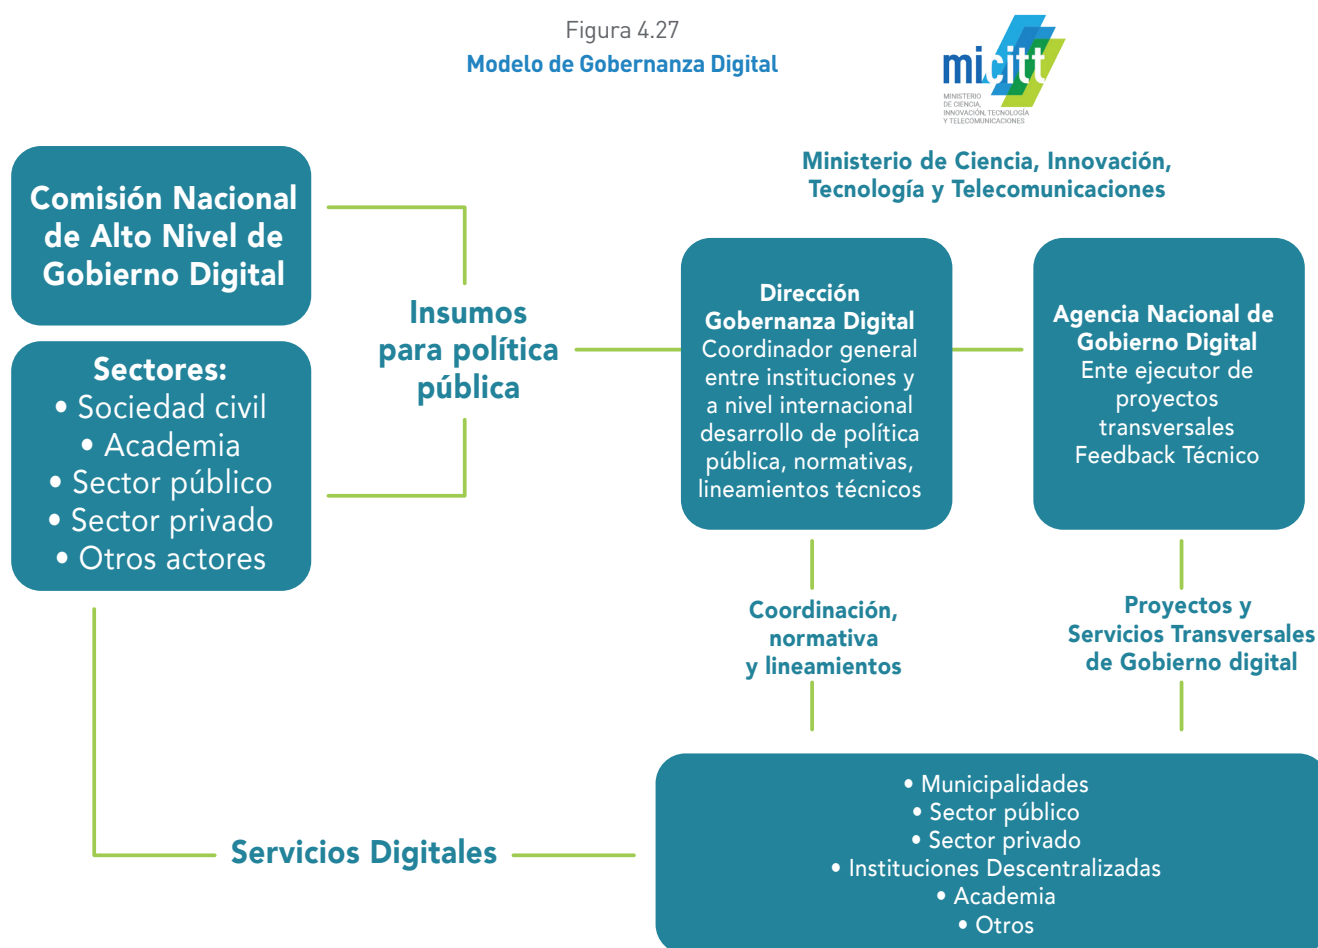 Figura 4.27
Modelo de Gobernanza Digital
micitt
MINISTERIO
DE CIENCIA,
INNOVACIÓN, TECNOLOGÍA
Y TELECOMUNICACIONES
Ministerio de Ciencia, Innovación,
Tecnología y Telecomunicaciones
Comisión Nacional
de Alto Nivel de
Gobierno Digital
Sectores:
• Sociedad civil
• Academia
• Sector público
• Sector privado
• Otros actores
Insumos
para política
pública
Dirección
Gobernanza Digital
Coordinador general
entre instituciones y
a nivel internacional
desarrollo de política
pública, normativas,
lineamientos técnicos
Agencia Nacional de
Gobierno Digital
Ente ejecutor de
proyectos
transversales
Feedback Técnico
Coordinación,
normativa
y lineamientos
Proyectos y
Servicios Transversales
de Gobierno digital
Servicios Digitales
• Municipalidades
• Sector público
• Sector privado
• Instituciones Descentralizadas
• Academia
• Otros